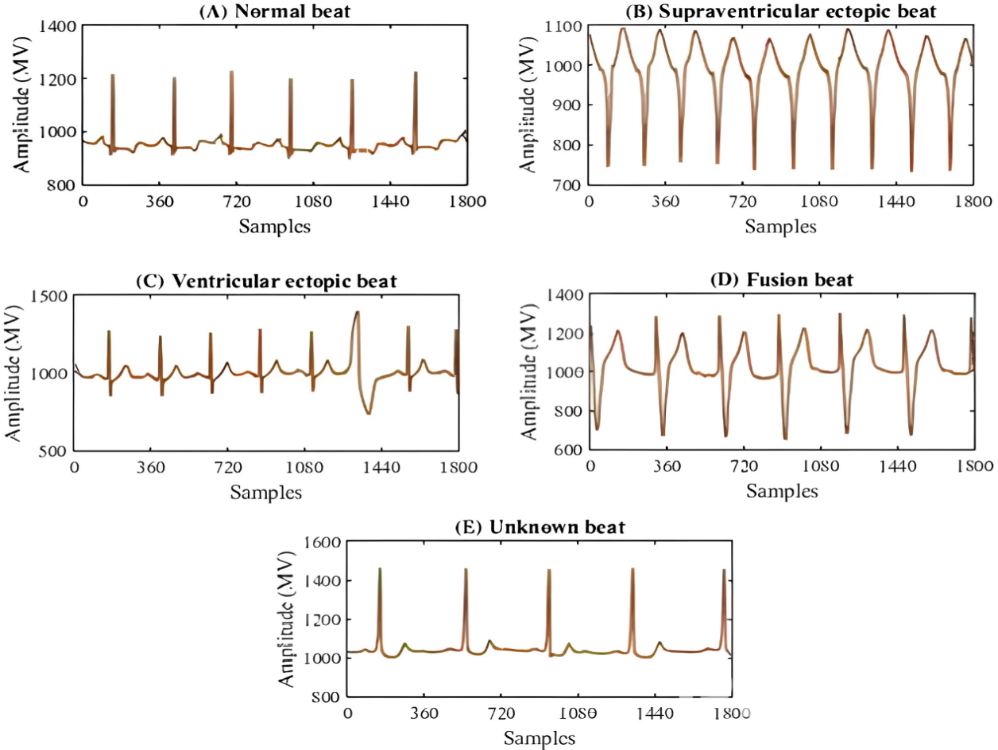 (A) Normal beat
Amplitude (MV)
1400
1200
1000
800
0 360 720 1080 1440 1800
Samples
(B) Supraventricular ectopic beat
Amplitude (MV)
1100
1000
900
800
700
0 360 720 1080 1440 1800
Samples
(C) Ventricular ectopic beat
Amplitude (MV)
1500
1000
500
0 360 720 1080 1440 1800
Samples
(D) Fusion beat
Amplitude (MV)
1400
1200
1000
800
600
0 360 720 1080 1440 1800
Samples
(E) Unknown beat
Amplitude (MV)
1600
1400
1200
1000
800
0 360 720 1080 1440 1800
Samples